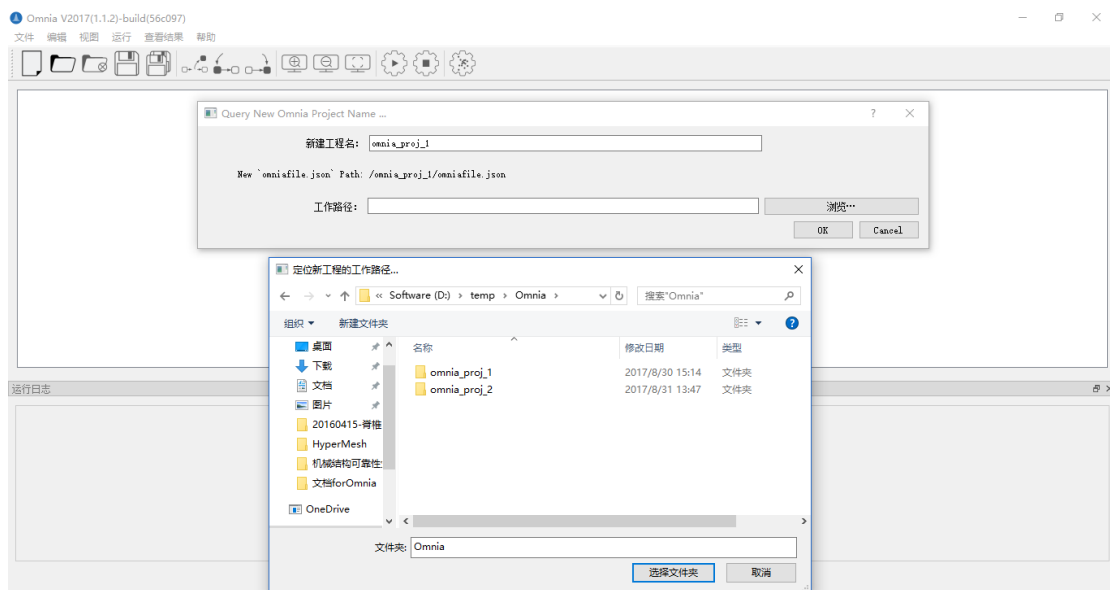 Omnia V2017(1.1.2)-build(56c097)
文件 编辑 视图 运行 查看结果 帮助
Query New Omnia Project Name ...
新建工程名: omnia_proj_1
New `omniafile.json` Path: /omnia_proj_1/omniafile.json
工作路径: 浏览…
OK Cancel
定位新工程的工作路径...
« Software (D:) › temp › Omnia › 搜索"Omnia"
组织 新建文件夹
桌面 名称 修改日期 类型
下载 omnia_proj_1 2017/8/30 15:14 文件夹
文档 omnia_proj_2 2017/8/31 13:47 文件夹
图片
20160415-脊椎
HyperMesh
机械结构可靠性
文档forOmnia
OneDrive
文件夹: Omnia
选择文件夹 取消
运行日志